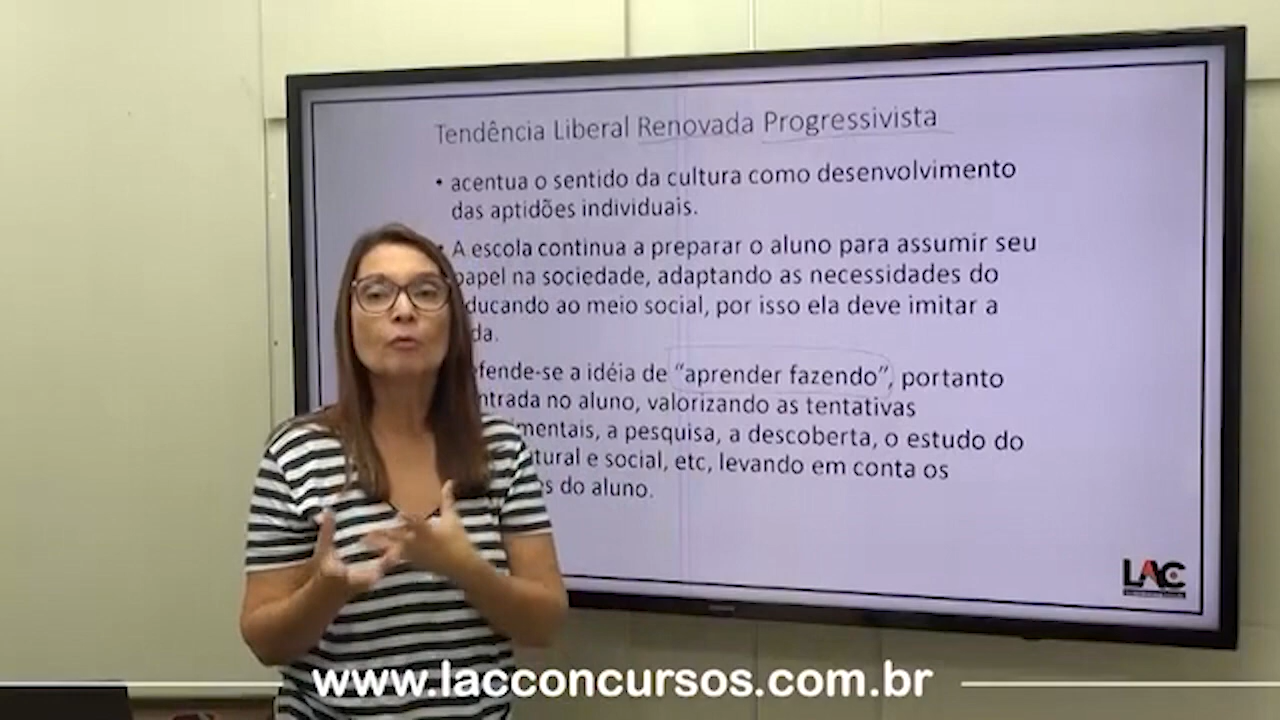 Tendência Liberal Renovada Progressivista
• acentua o sentido da cultura como desenvolvimento
das aptidões individuais.
A escola continua a preparar o aluno para assumir seu
papel na sociedade, adaptando as necessidades do
ducando ao meio social, por isso ela deve imitar a
da.
fende-se a idéia de “aprender fazendo”, portanto
ntrada no aluno, valorizando as tentativas
imentais, a pesquisa, a descoberta, o estudo do
tural e social, etc, levando em conta os
s do aluno.
LAC
www.lacconcursos.com.br